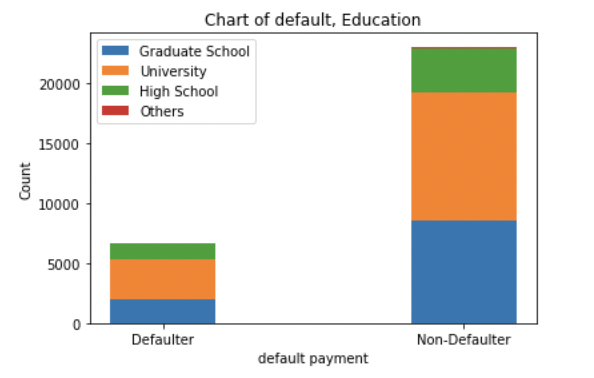 Chart of default, Education
Graduate School
University
High School
Others
20000
15000
10000
5000
0
Count
Defaulter Non-Defaulter
default payment